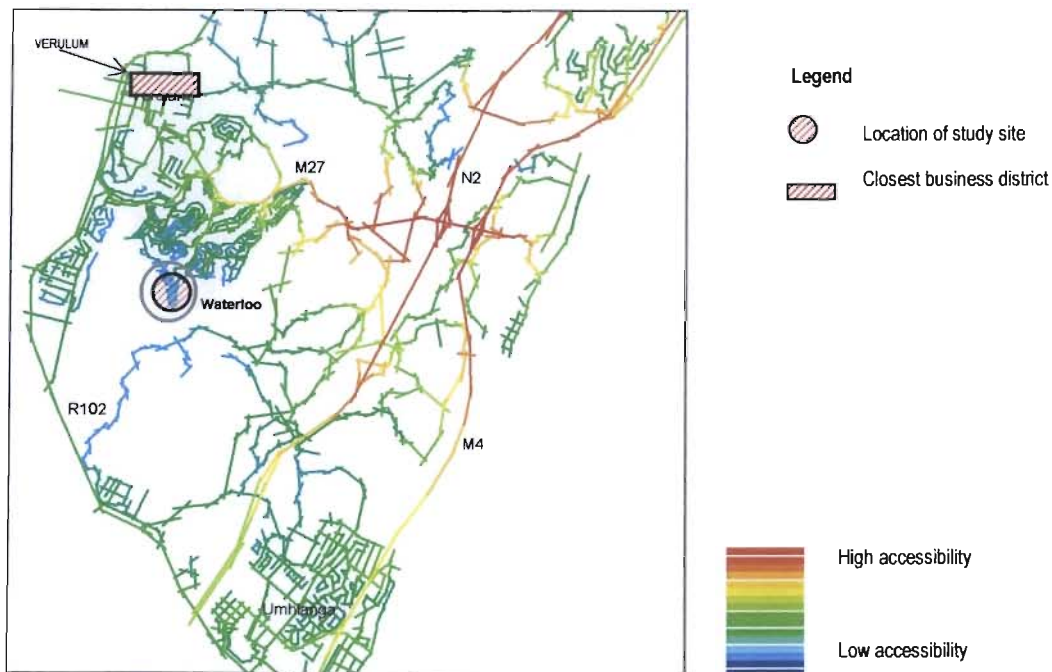 VERULUM
M27
N2
Waterloo
R102
M4
Umhlanga
Legend
Location of study site
Closest business district
High accessibility
Low accessibility